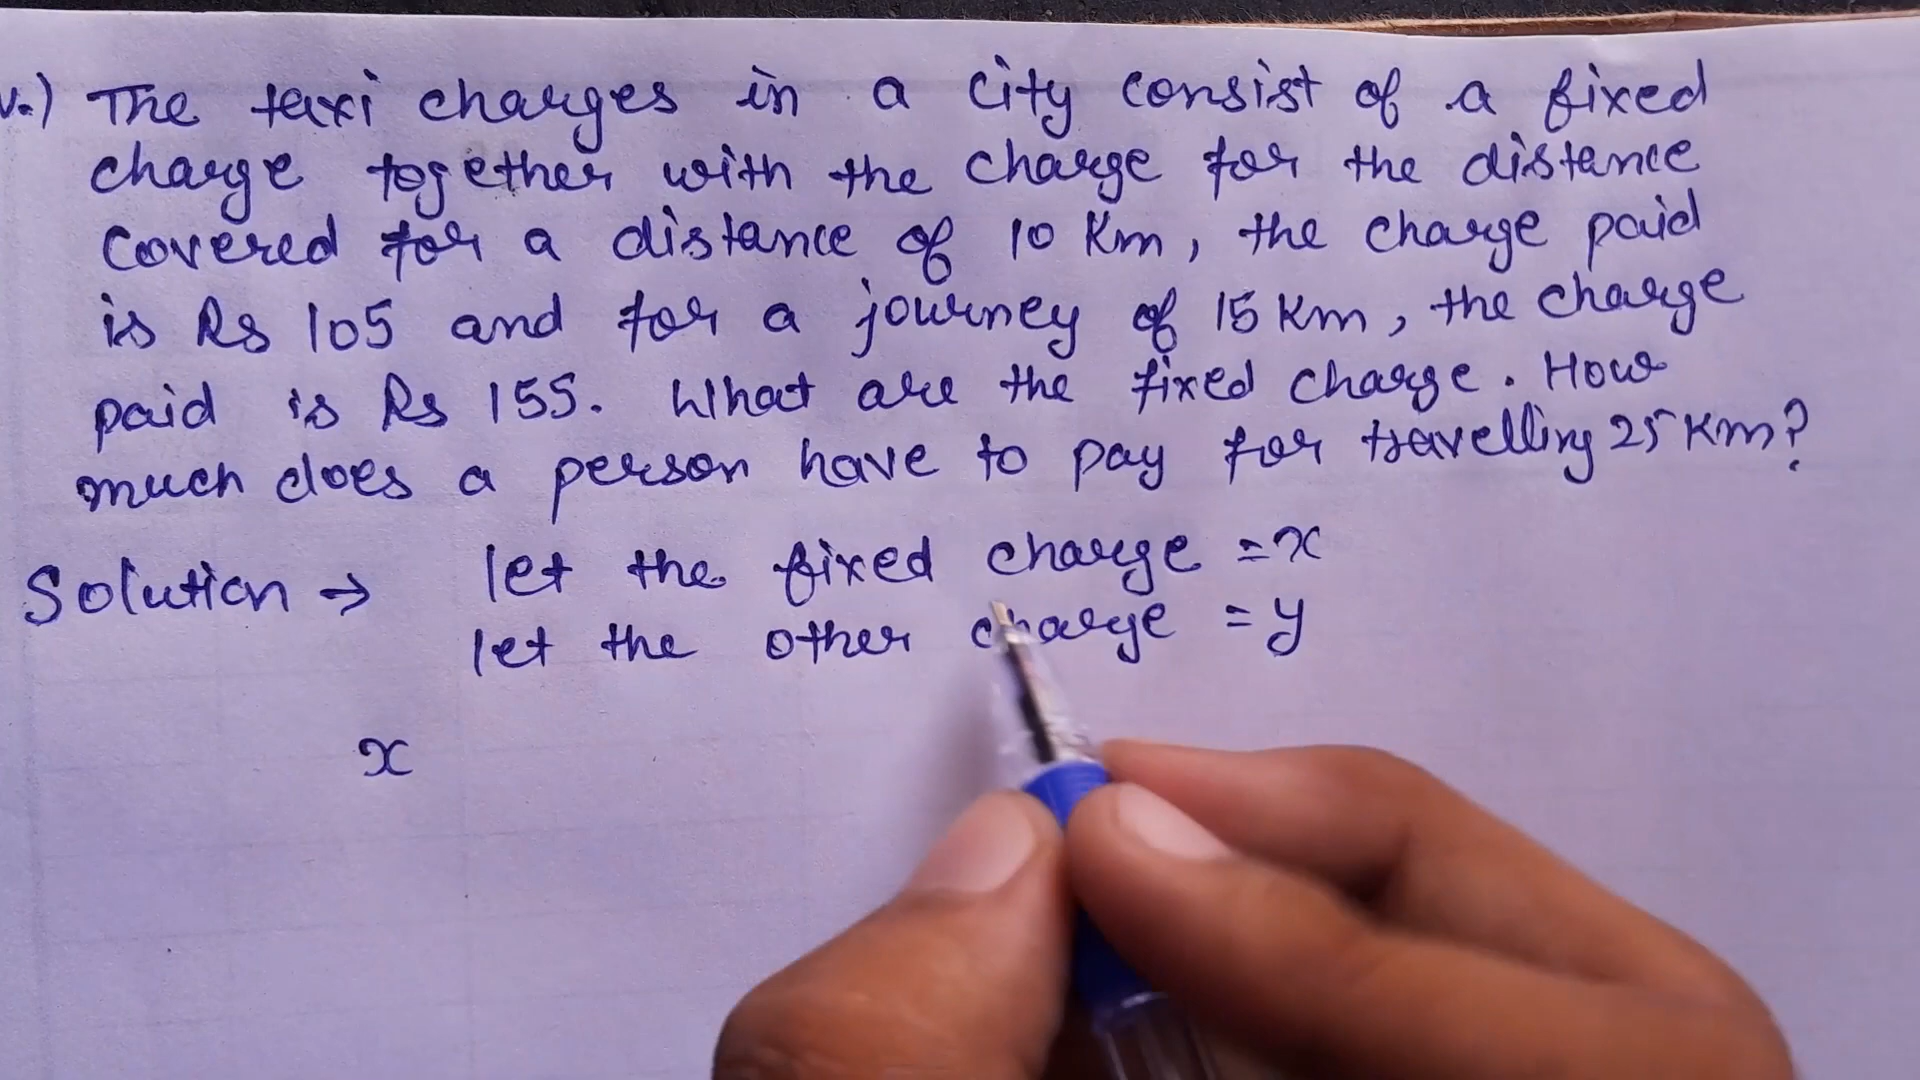 v.) The taxi charges in a city consist of a fixed
charge together with the charge for the distance
covered for a distance of 10 Km, the charge paid
is Rs 105 and for a journey of 15 Km, the charge
paid is Rs 155. What are the fixed charge. How
much does a person have to pay for travelling 25 Km?
Solution → let the fixed charge = x
let the other charge = y
x